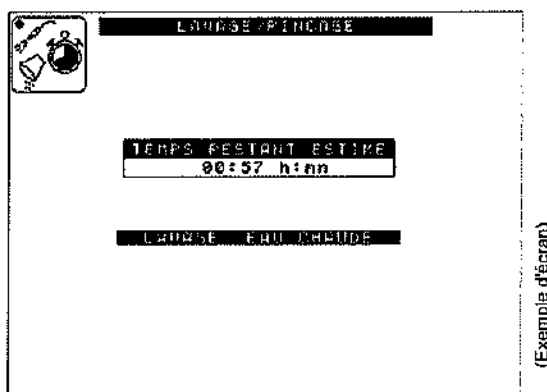 LAVAGE/RINCAGE
TEMPS RESTANT ESTIME
00:57 h:mn
LAVAGE EAU CHAUDE
(Exemple d'écran)